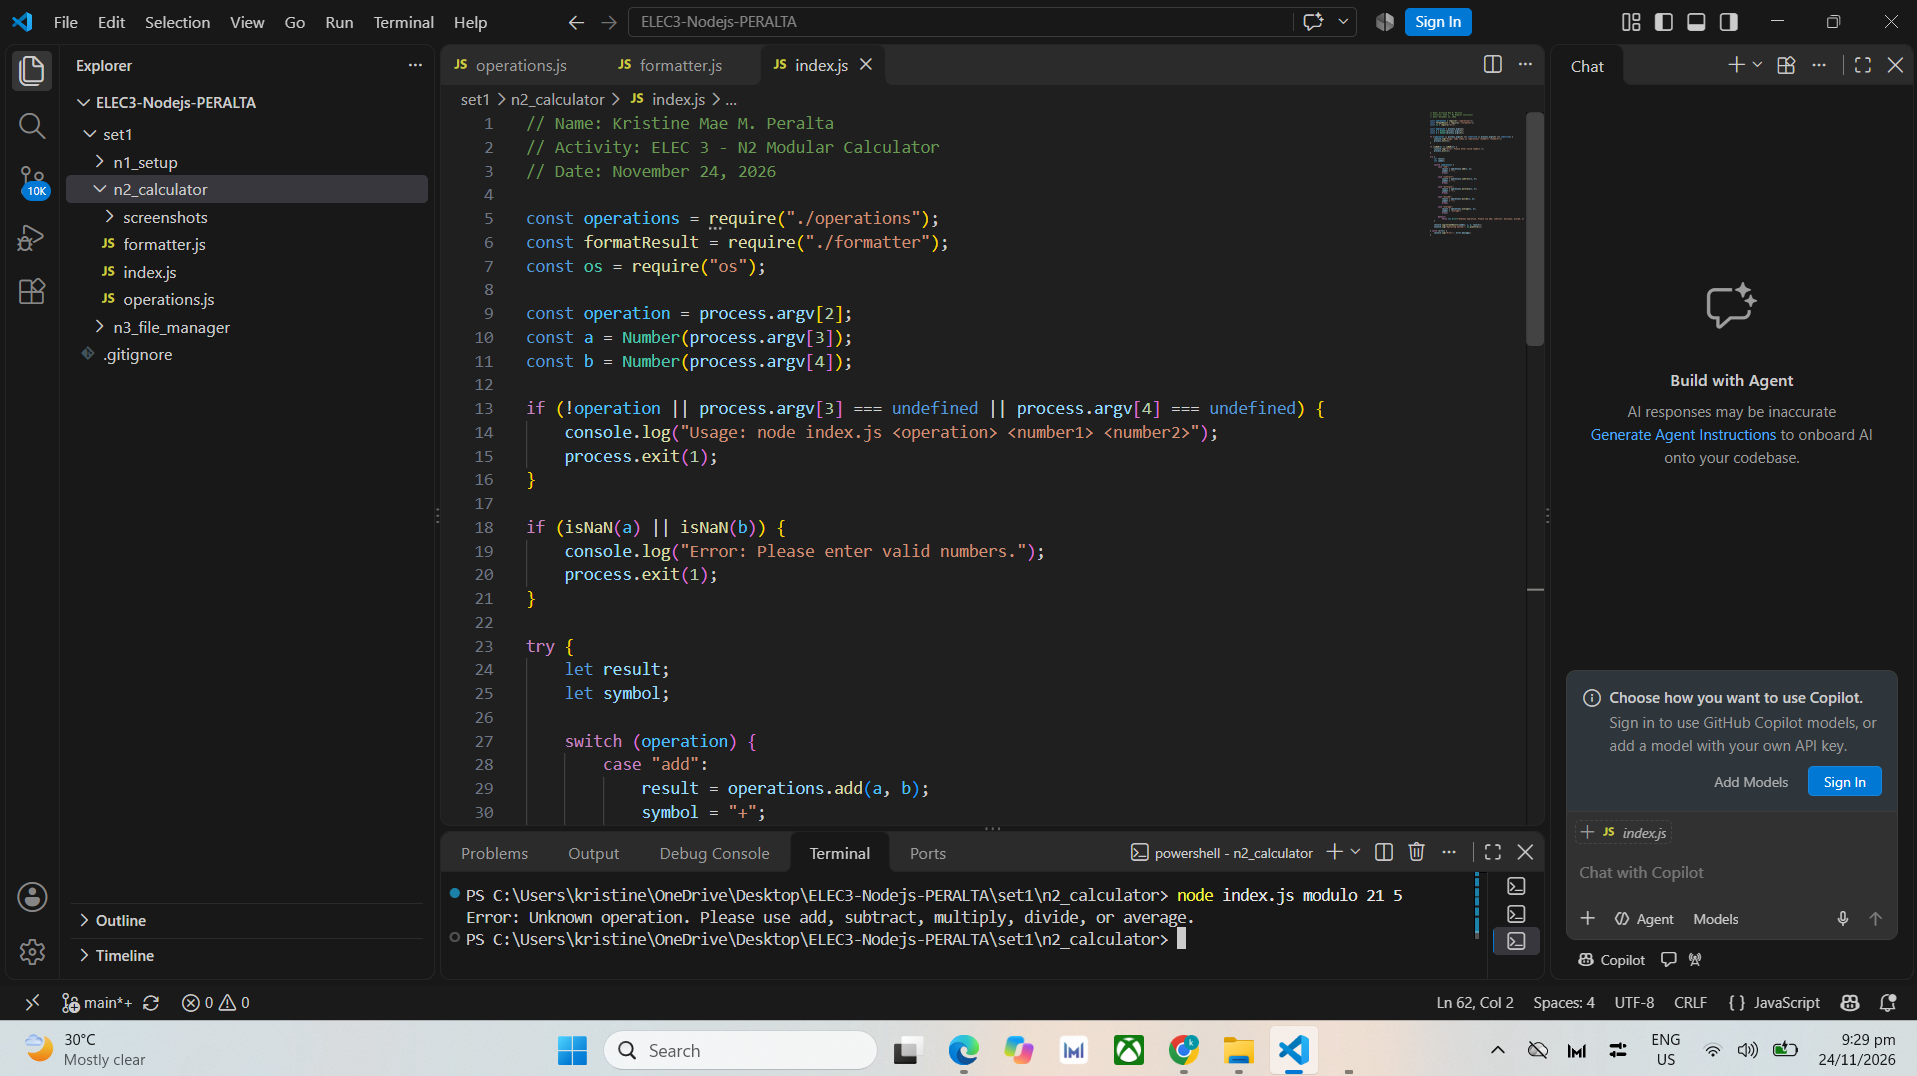 File Edit Selection View Go Run Terminal Help
ELEC3-Nodejs-PERALTA
Sign In
Explorer
ELEC3-Nodejs-PERALTA
set1
n1_setup
n2_calculator
screenshots
JS formatter.js
JS index.js
JS operations.js
n3_file_manager
.gitignore
10K
Outline
Timeline
JS operations.js
JS formatter.js
JS index.js
set1 > n2_calculator > JS index.js > ...
1 // Name: Kristine Mae M. Peralta
2 // Activity: ELEC 3 - N2 Modular Calculator
3 // Date: November 24, 2026
4
5 const operations = require("./operations");
6 const formatResult = require("./formatter");
7 const os = require("os");
8
9 const operation = process.argv[2];
10 const a = Number(process.argv[3]);
11 const b = Number(process.argv[4]);
12
13 if (!operation || process.argv[3] === undefined || process.argv[4] === undefined) {
14 console.log("Usage: node index.js <operation> <number1> <number2>");
15 process.exit(1);
16 }
17
18 if (isNaN(a) || isNaN(b)) {
19 console.log("Error: Please enter valid numbers.");
20 process.exit(1);
21 }
22
23 try {
24 let result;
25 let symbol;
26
27 switch (operation) {
28 case "add":
29 result = operations.add(a, b);
30 symbol = "+";
Problems Output Debug Console Terminal Ports
powershell - n2_calculator
PS C:\Users\kristine\OneDrive\Desktop\ELEC3-Nodejs-PERALTA\set1\n2_calculator> node index.js modulo 21 5
Error: Unknown operation. Please use add, subtract, multiply, divide, or average.
PS C:\Users\kristine\OneDrive\Desktop\ELEC3-Nodejs-PERALTA\set1\n2_calculator>
Chat
Build with Agent
AI responses may be inaccurate
Generate Agent Instructions to onboard AI
onto your codebase.
Choose how you want to use Copilot.
Sign in to use GitHub Copilot models, or
add a model with your own API key.
Add Models
Sign In
JS index.js
Chat with Copilot
Agent
Models
Copilot
main*+
0
0
Ln 62, Col 2
Spaces: 4
UTF-8
CRLF
{ } JavaScript
30°C
Mostly clear
Search
ENG
US
9:29 pm
24/11/2026